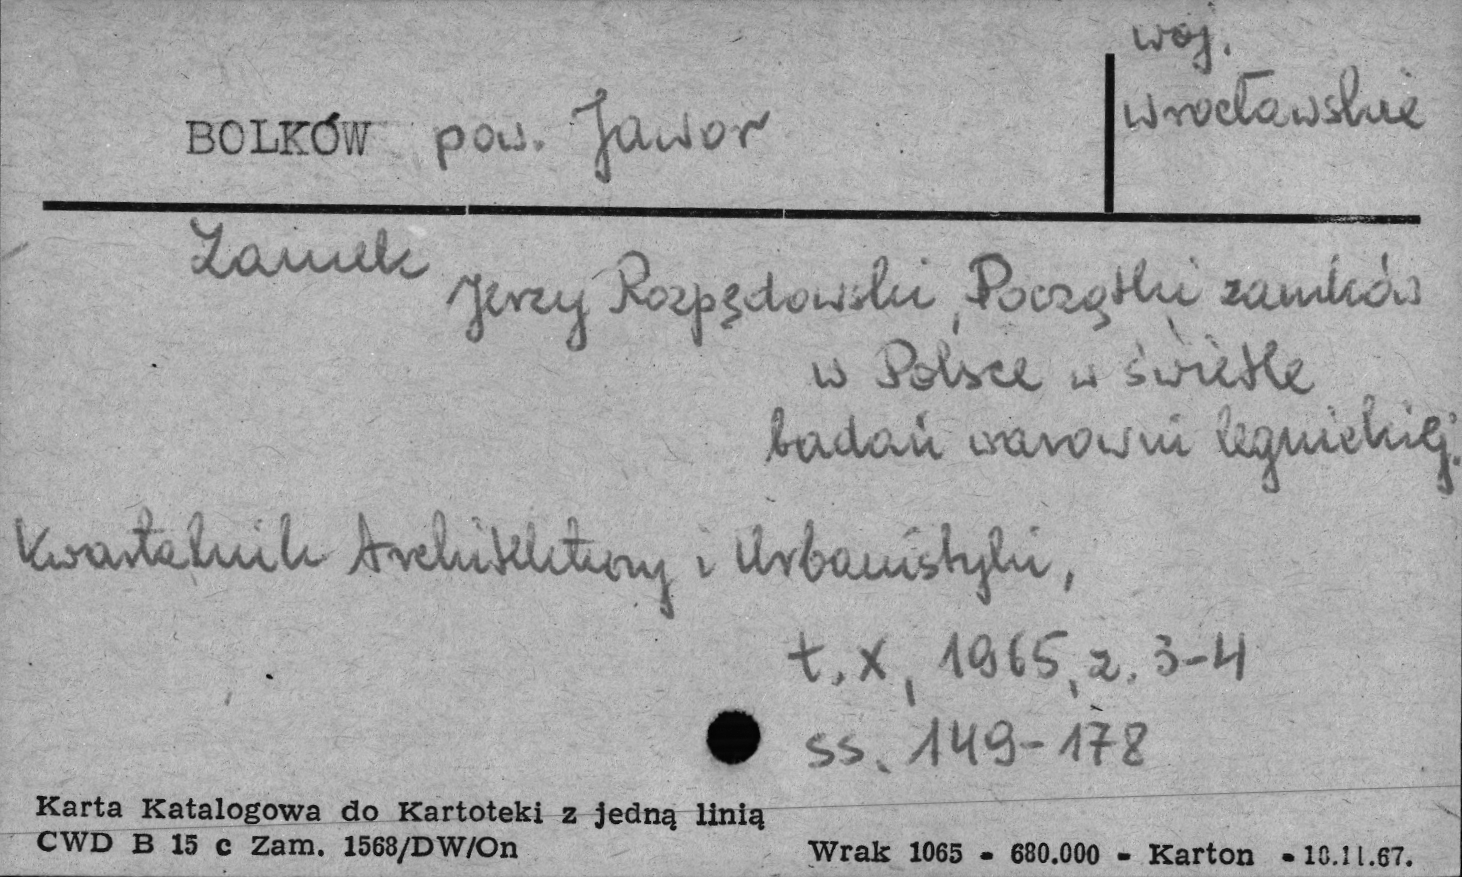 woj.
BOLKÓW pow. Jawor
wrocławskie
Zamek
Jerzy Rozpędowski, Początki zamków
w Polsce w świetle
badań warowni legnickiej.
Kwartalnik Architektury i Urbanistyki,
t. X, 1965, z. 3-4
ss. 149-178
Karta Katalogowa do Kartoteki z jedną linią
CWD B 15 c Zam. 1568/DW/On
Wrak 1065 - 680.000 - Karton - 10.11.67.